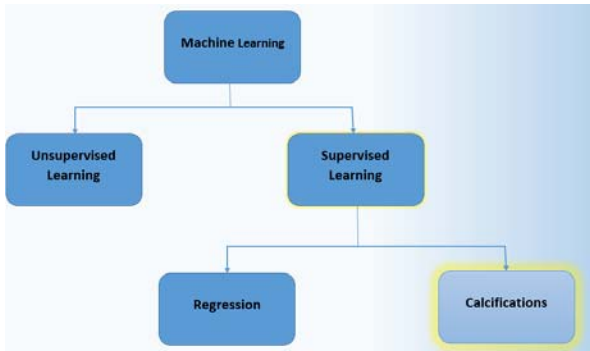 Machine Learning
Unsupervised
Learning
Supervised
Learning
Regression
Calcifications